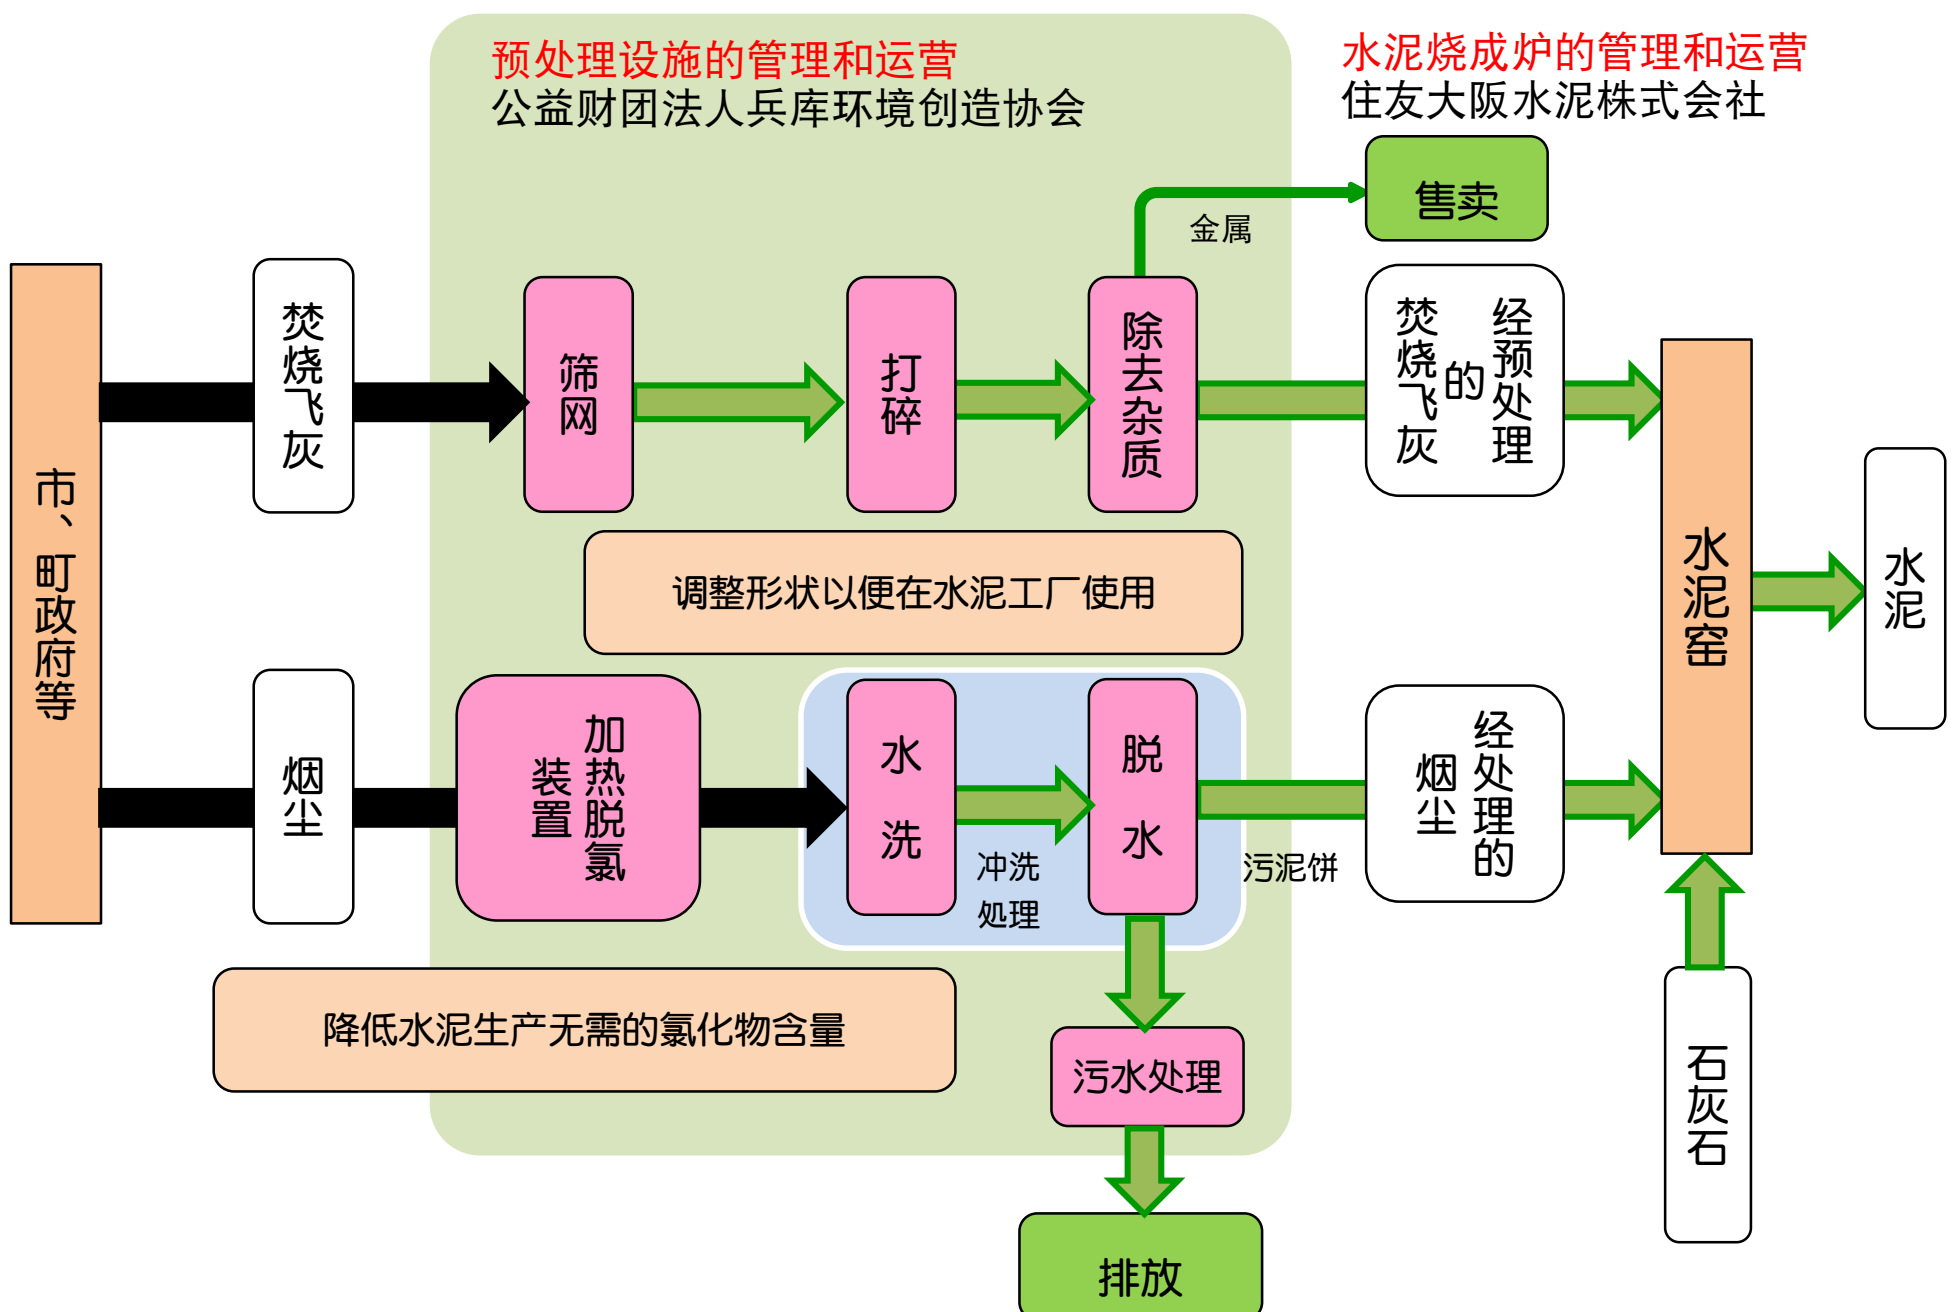 预处理设施的管理和运营
公益财团法人兵库环境创造协会
水泥烧成炉的管理和运营
住友大阪水泥株式会社
售卖
金属
市、町政府等
焚烧飞灰
筛网
打碎
除去杂质
经预处理
的
焚烧飞灰
水泥窑
水泥
调整形状以便在水泥工厂使用
烟尘
加热脱氯
装置
水洗
冲洗
処理
脱水
污泥饼
经处理的
烟尘
降低水泥生产无需的氯化物含量
污水处理
石灰石
排放